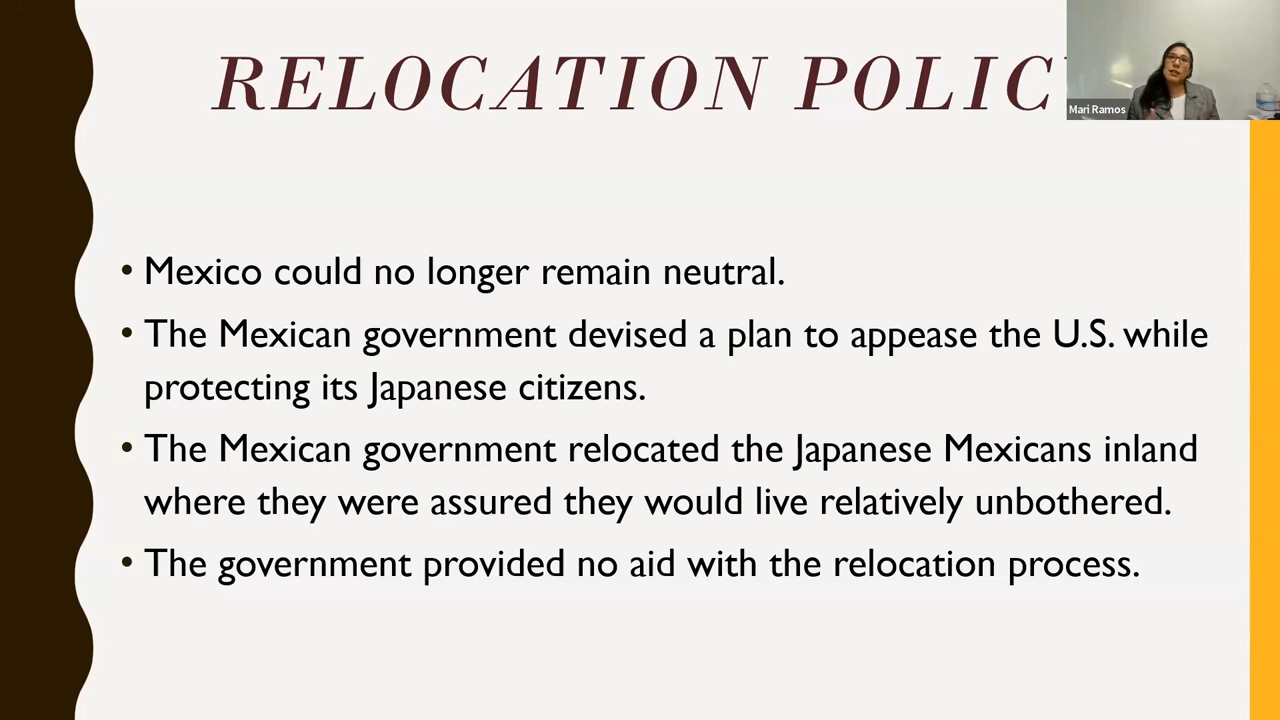 RELOCATION POLIC
Mari Ramos
• Mexico could no longer remain neutral.
• The Mexican government devised a plan to appease the U.S. while
protecting its Japanese citizens.
• The Mexican government relocated the Japanese Mexicans inland
where they were assured they would live relatively unbothered.
• The government provided no aid with the relocation process.